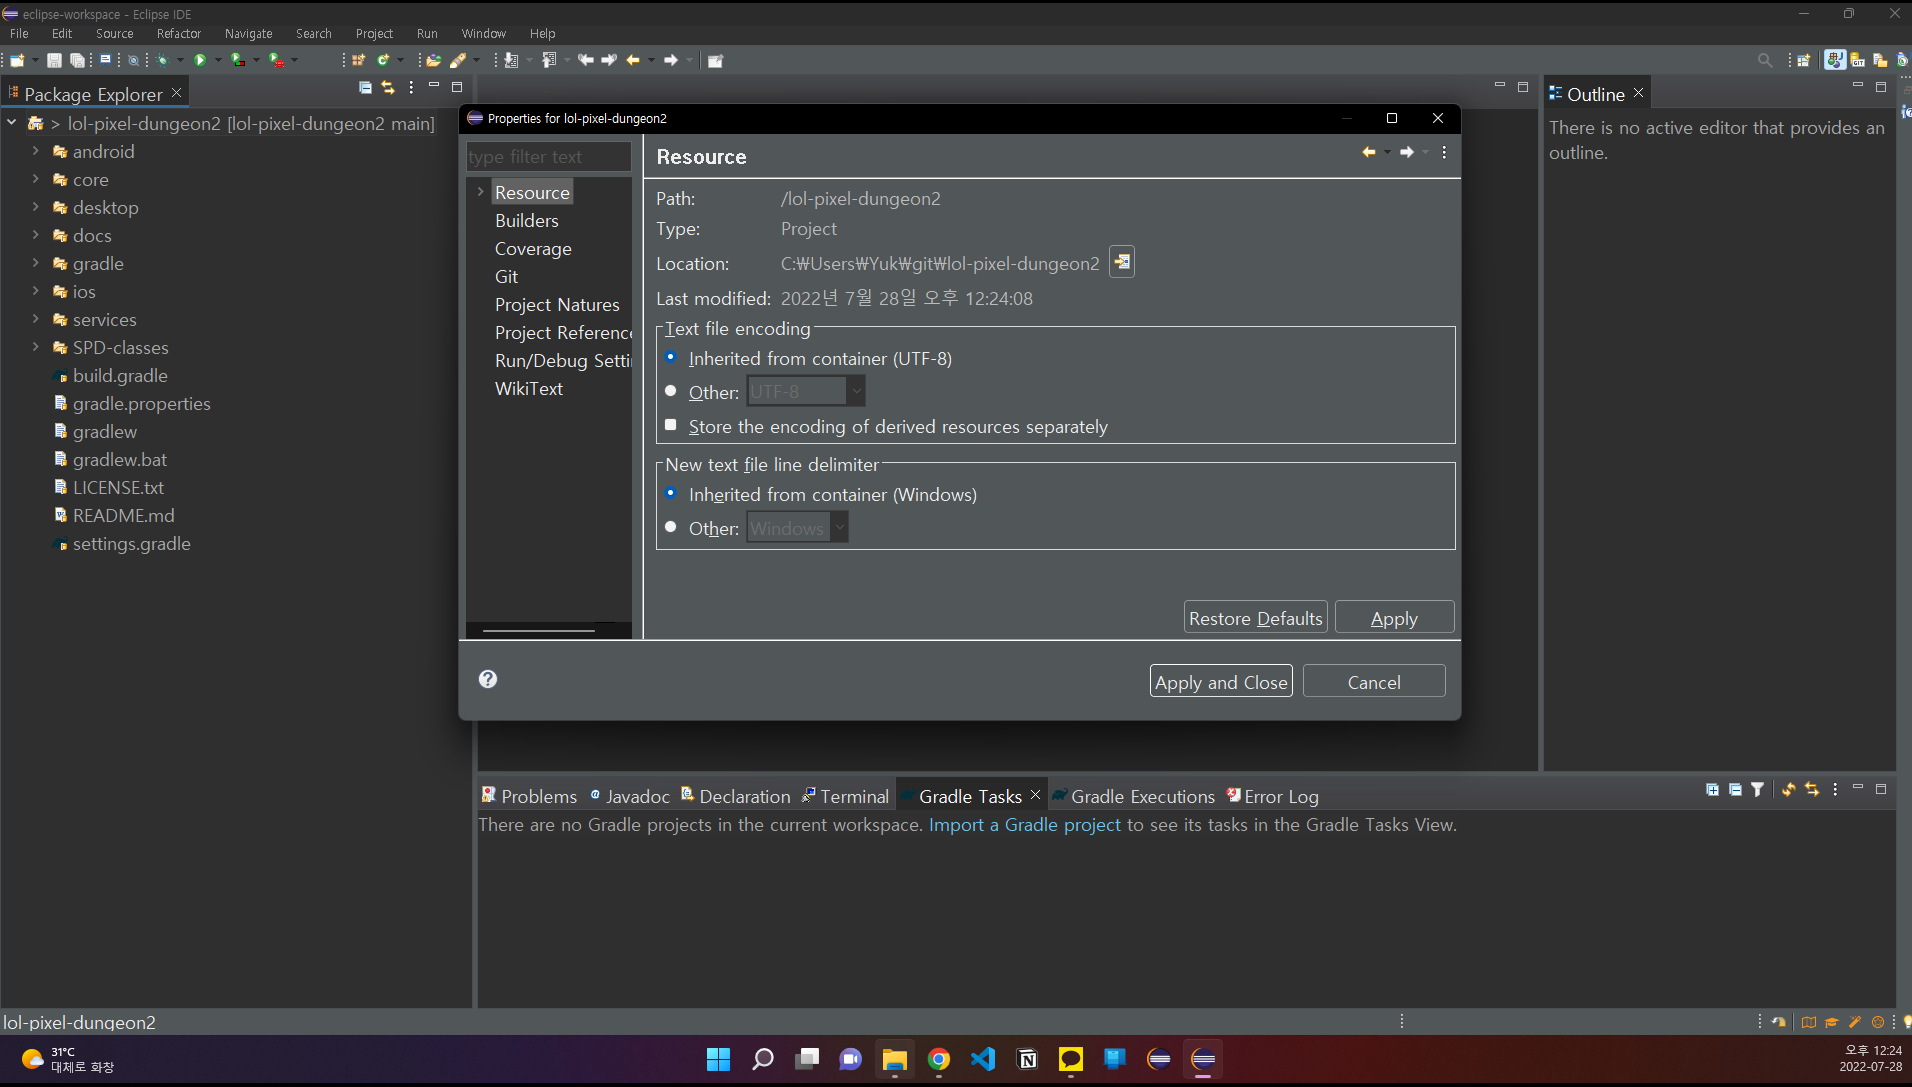 eclipse-workspace - Eclipse IDE
File Edit Source Refactor Navigate Search Project Run Window Help
Package Explorer
> lol-pixel-dungeon2 [lol-pixel-dungeon2 main]
android
core
desktop
docs
gradle
ios
services
SPD-classes
build.gradle
gradle.properties
gradlew
gradlew.bat
LICENSE.txt
README.md
settings.gradle
Properties for lol-pixel-dungeon2
type filter text
Resource
Builders
Coverage
Git
Project Natures
Project Reference
Run/Debug Setti
WikiText
Resource
Path: /lol-pixel-dungeon2
Type: Project
Location: C:₩Users₩Yuk₩git₩lol-pixel-dungeon2
Last modified: 2022년 7월 28일 오후 12:24:08
Text file encoding
Inherited from container (UTF-8)
Other: UTF-8
Store the encoding of derived resources separately
New text file line delimiter
Inherited from container (Windows)
Other: Windows
Restore Defaults Apply
Apply and Close Cancel
Outline
There is no active editor that provides an
outline.
Problems Javadoc Declaration Terminal Gradle Tasks Gradle Executions Error Log
There are no Gradle projects in the current workspace. Import a Gradle project to see its tasks in the Gradle Tasks View.
lol-pixel-dungeon2
31°C
대체로 화창
오후 12:24
2022-07-28